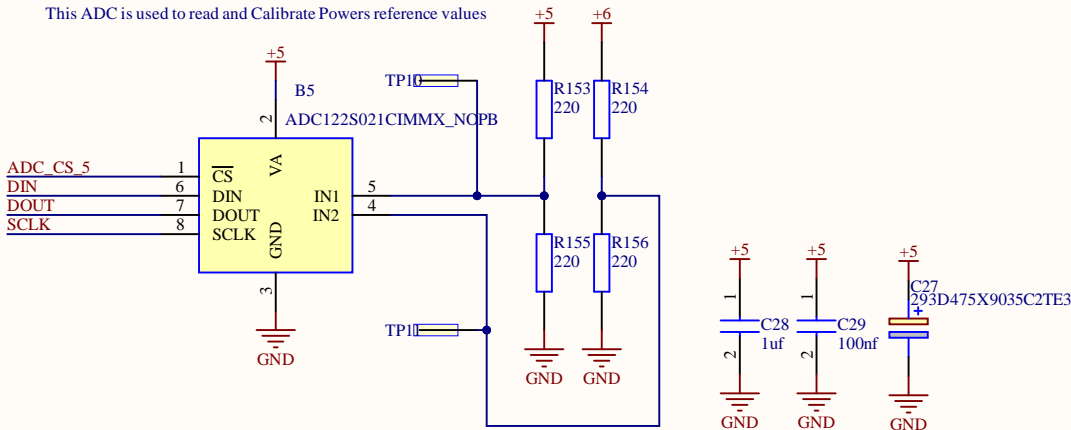 This ADC is used to read and Calibrate Powers reference values
+5
+6
+5
TP10
B5
R153
220
R154
220
ADC122S021CIMMX_NOPB
2
VA
ADC_CS_5
1
CS
DIN
6
DIN
IN1
5
DOUT
7
DOUT
IN2
4
SCLK
8
SCLK
GND
3
R155
220
R156
220
GND
TP11
GND
GND
+5
+5
+5
1
1
C27
293D475X9035C2TE3
+
C28
1uf
C29
100nf
2
2
GND
GND
GND